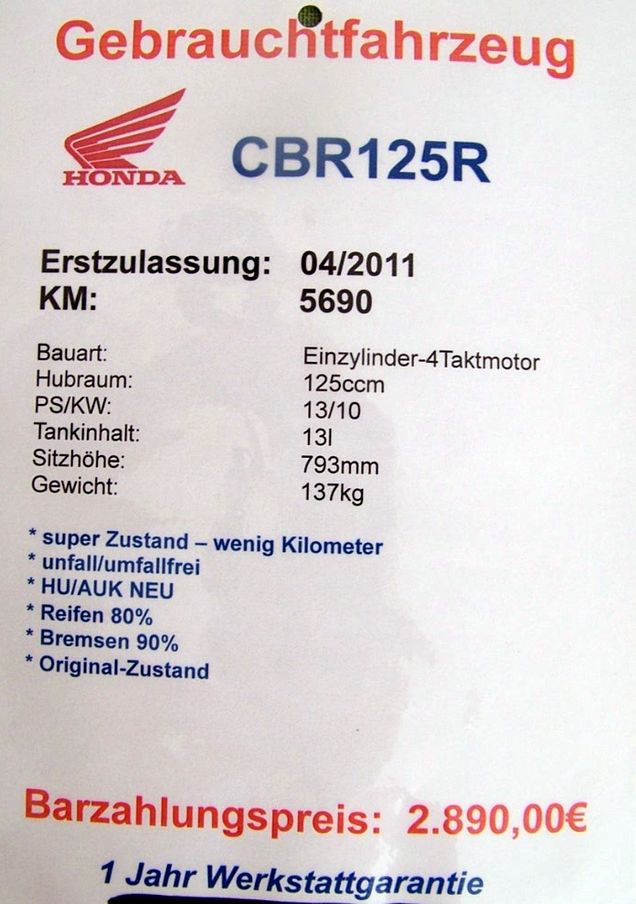 Gebrauchtfahrzeug
HONDA
CBR125R
Erstzulassung: 04/2011
KM: 5690
Bauart: Einzylinder-4Taktmotor
Hubraum: 125ccm
PS/KW: 13/10
Tankinhalt: 13l
Sitzhöhe: 793mm
Gewicht: 137kg
* super Zustand – wenig Kilometer
* unfall/umfallfrei
* HU/AUK NEU
* Reifen 80%
* Bremsen 90%
* Original-Zustand
Barzahlungspreis: 2.890,00€
1 Jahr Werkstattgarantie